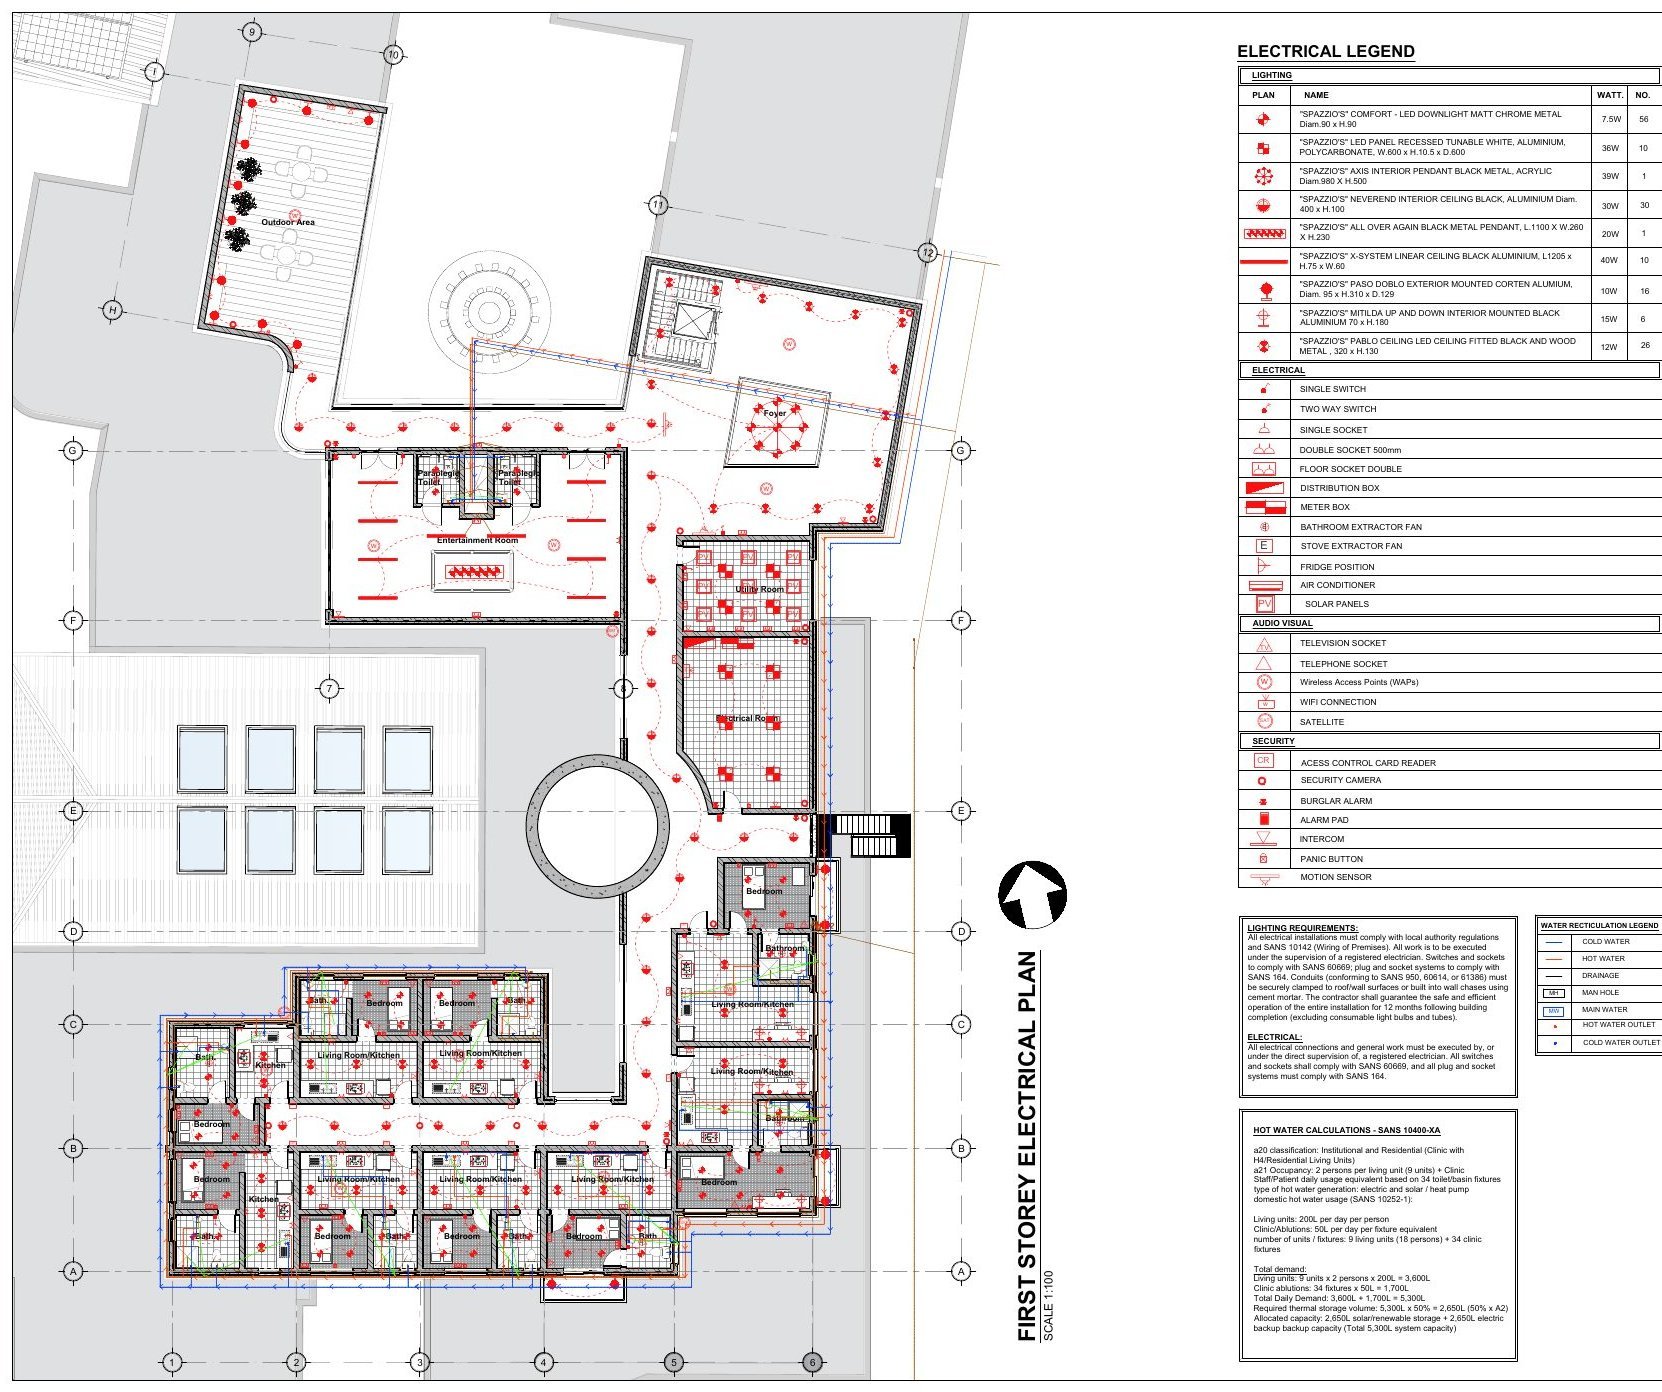 9
10
I
11
Outdoor Area
12
H
Foyer
G
G
Paraplegic
Toilet
Paraplegic
Toilet
Entertainment Room
PV PV PV
Utility Room
F
F
7
8
Electrical Room
E
E
Bedroom
D
D
Bathroom
Bath.
Bedroom
Bedroom
Bath.
Living Room/Kitchen
C
C
Bath.
Kitchen
Living Room/Kitchen
Living Room/Kitchen
Living Room/Kitchen
Bedroom
Bathroom
B
B
Bedroom
Kitchen
Living Room/Kitchen
Living Room/Kitchen
Living Room/Kitchen
Bedroom
Bath.
Bedroom
Bath.
Bedroom
Bath.
Bedroom
Bath.
A
A
1
2
3
4
5
6
FIRST STOREY ELECTRICAL PLAN
SCALE 1:100
ELECTRICAL LEGEND
LIGHTING
PLAN NAME WATT. NO.
"SPAZZIO'S" COMFORT - LED DOWNLIGHT MATT CHROME METAL
Diam.90 x H.90 7.5W 56
"SPAZZIO'S" LED PANEL RECESSED TUNABLE WHITE, ALUMINIUM,
POLYCARBONATE, W.600 x H.10.5 x D.600 36W 10
"SPAZZIO'S" AXIS INTERIOR PENDANT BLACK METAL, ACRYLIC
Diam.980 X H.500 39W 1
"SPAZZIO'S" NEVEREND INTERIOR CEILING BLACK, ALUMINIUM Diam.
400 x H.100 30W 30
"SPAZZIO'S" ALL OVER AGAIN BLACK METAL PENDANT, L.1100 X W.260
X H.230 20W 1
"SPAZZIO'S" X-SYSTEM LINEAR CEILING BLACK ALUMINIUM, L1205 x
H.75 x W.60 40W 10
"SPAZZIO'S" PASO DOBLO EXTERIOR MOUNTED CORTEN ALUMIUM,
Diam. 95 x H.310 x D.129 10W 16
"SPAZZIO'S" MITILDA UP AND DOWN INTERIOR MOUNTED BLACK
ALUMINIUM 70 x H.180 15W 6
"SPAZZIO'S" PABLO CEILING LED CEILING FITTED BLACK AND WOOD
METAL , 320 x H.130 12W 26
ELECTRICAL
SINGLE SWITCH
TWO WAY SWITCH
SINGLE SOCKET
DOUBLE SOCKET 500mm
FLOOR SOCKET DOUBLE
DISTRIBUTION BOX
METER BOX
BATHROOM EXTRACTOR FAN
E STOVE EXTRACTOR FAN
FRIDGE POSITION
AIR CONDITIONER
PV SOLAR PANELS
AUDIO VISUAL
TV TELEVISION SOCKET
TELEPHONE SOCKET
W Wireless Access Points (WAPs)
W WIFI CONNECTION
SAT SATELLITE
SECURITY
CR ACESS CONTROL CARD READER
SECURITY CAMERA
BURGLAR ALARM
ALARM PAD
INTERCOM
PANIC BUTTON
MOTION SENSOR
LIGHTING REQUIREMENTS:
All electrical installations must comply with local authority regulations
and SANS 10142 (Wiring of Premises). All work is to be executed
under the supervision of a registered electrician. Switches and sockets
to comply with SANS 60669; plug and socket systems to comply with
SANS 164. Conduits (conforming to SANS 950, 60614, or 61386) must
be securely clamped to roof/wall surfaces or built into wall chases using
cement mortar. The contractor shall guarantee the safe and efficient
operation of the entire installation for 12 months following building
completion (excluding consumable light bulbs and tubes).
ELECTRICAL:
All electrical connections and general work must be executed by, or
under the direct supervision of, a registered electrician. All switches
and sockets shall comply with SANS 60669, and all plug and socket
systems must comply with SANS 164.
WATER RECTICULATION LEGEND
COLD WATER
HOT WATER
DRAINAGE
MH MAN HOLE
MW MAIN WATER
HOT WATER OUTLET
COLD WATER OUTLET
HOT WATER CALCULATIONS - SANS 10400-XA
a20 classification: Institutional and Residential (Clinic with
H4/Residential Living Units)
a21 Occupancy: 2 persons per living unit (9 units) + Clinic
Staff/Patient daily usage equivalent based on 34 toilet/basin fixtures
type of hot water generation: electric and solar / heat pump
domestic hot water usage (SANS 10252-1):
Living units: 200L per day per person
Clinic/Ablutions: 50L per day per fixture equivalent
number of units / fixtures: 9 living units (18 persons) + 34 clinic
fixtures
Total demand:
Living units: 9 units x 2 persons x 200L = 3,600L
Clinic ablutions: 34 fixtures x 50L = 1,700L
Total Daily Demand: 3,600L + 1,700L = 5,300L
Required thermal storage volume: 5,300L x 50% = 2,650L (50% x A2)
Allocated capacity: 2,650L solar/renewable storage + 2,650L electric
backup backup capacity (Total 5,300L system capacity)